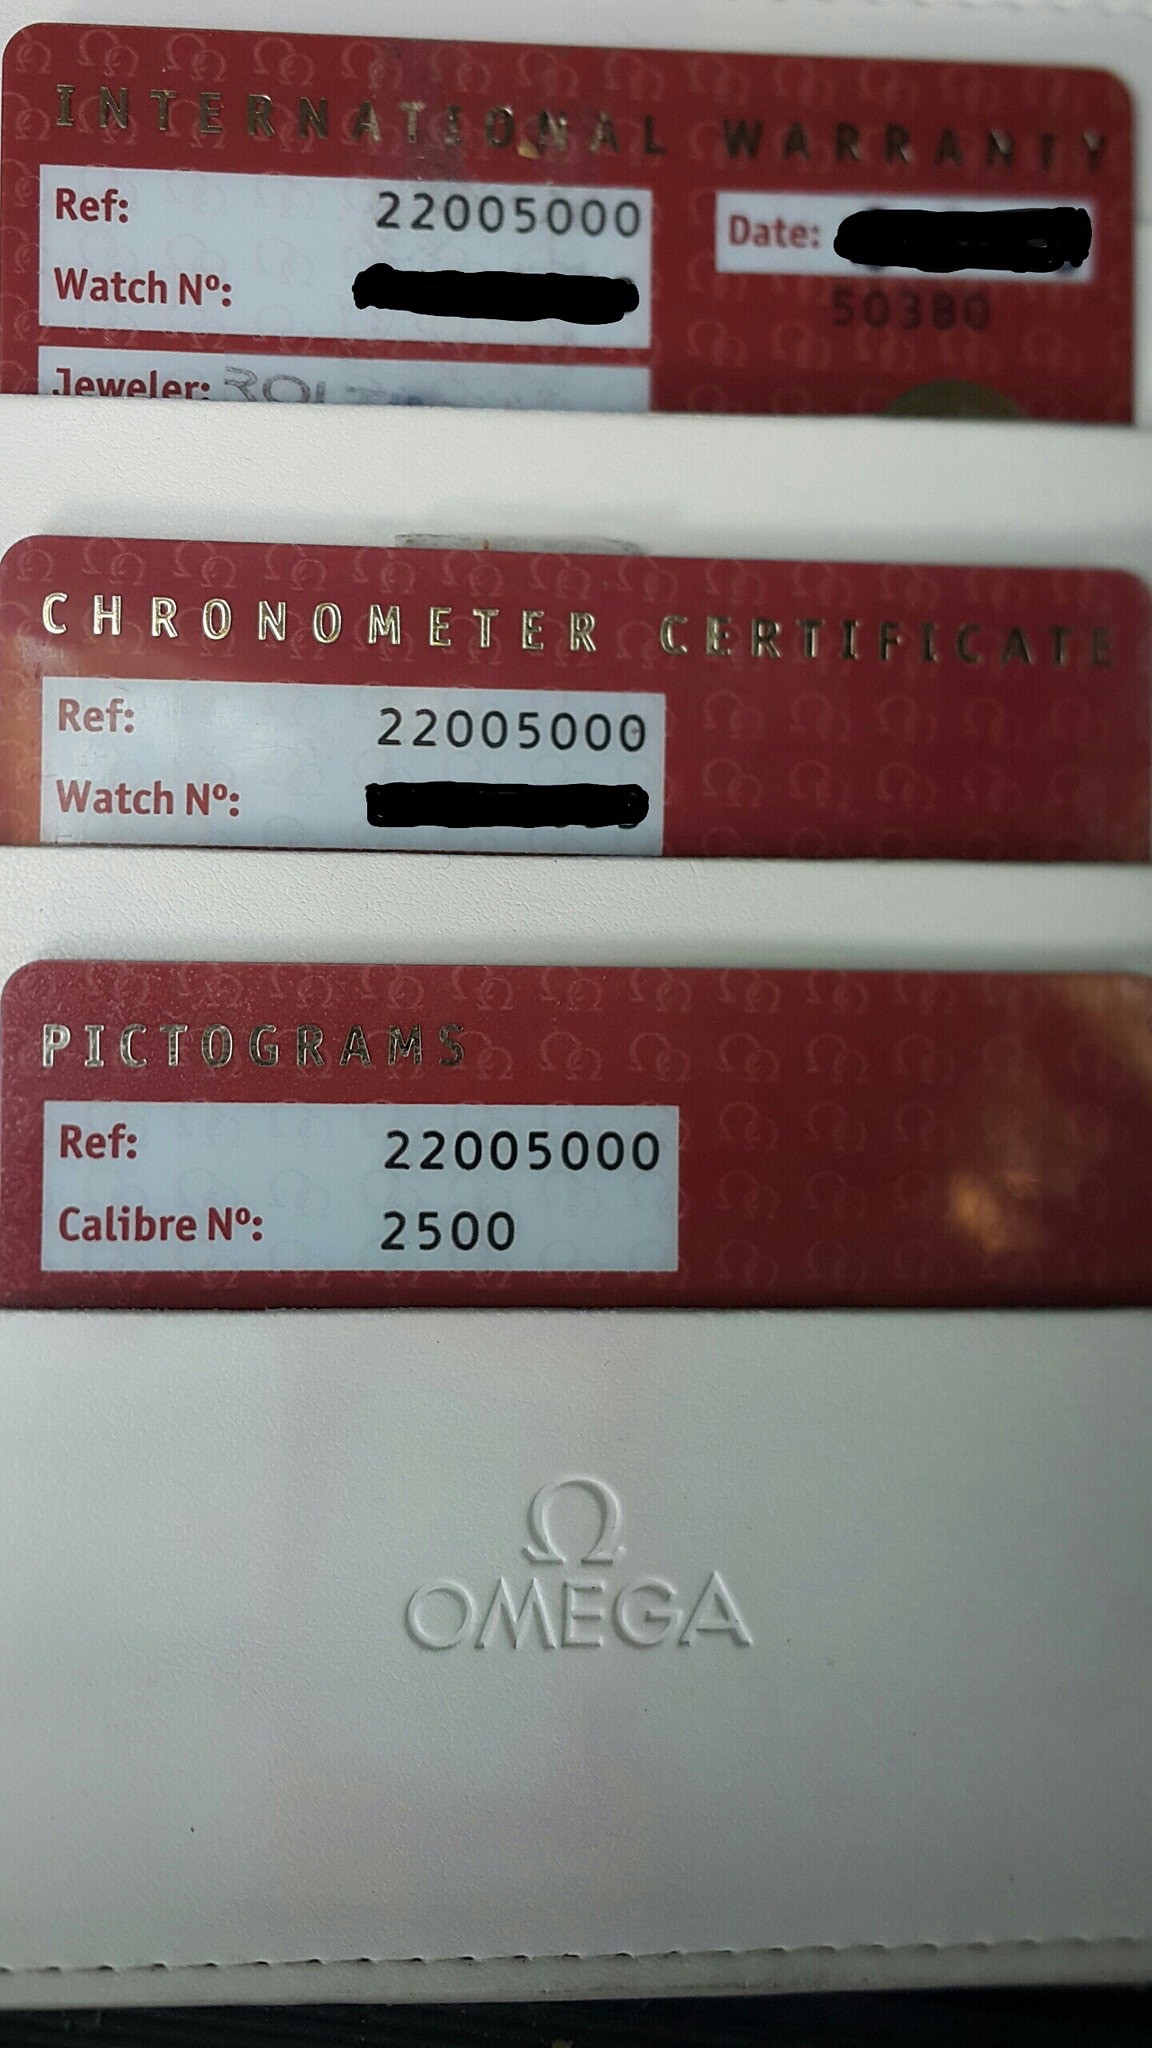 INTERNATIONAL WARRANTY
Ref: 22005000
Date:
Watch Nº:
50380
Jeweler:
CHRONOMETER CERTIFICATE
Ref: 22005000
Watch Nº:
PICTOGRAMS
Ref: 22005000
Calibre Nº: 2500
Ω
OMEGA